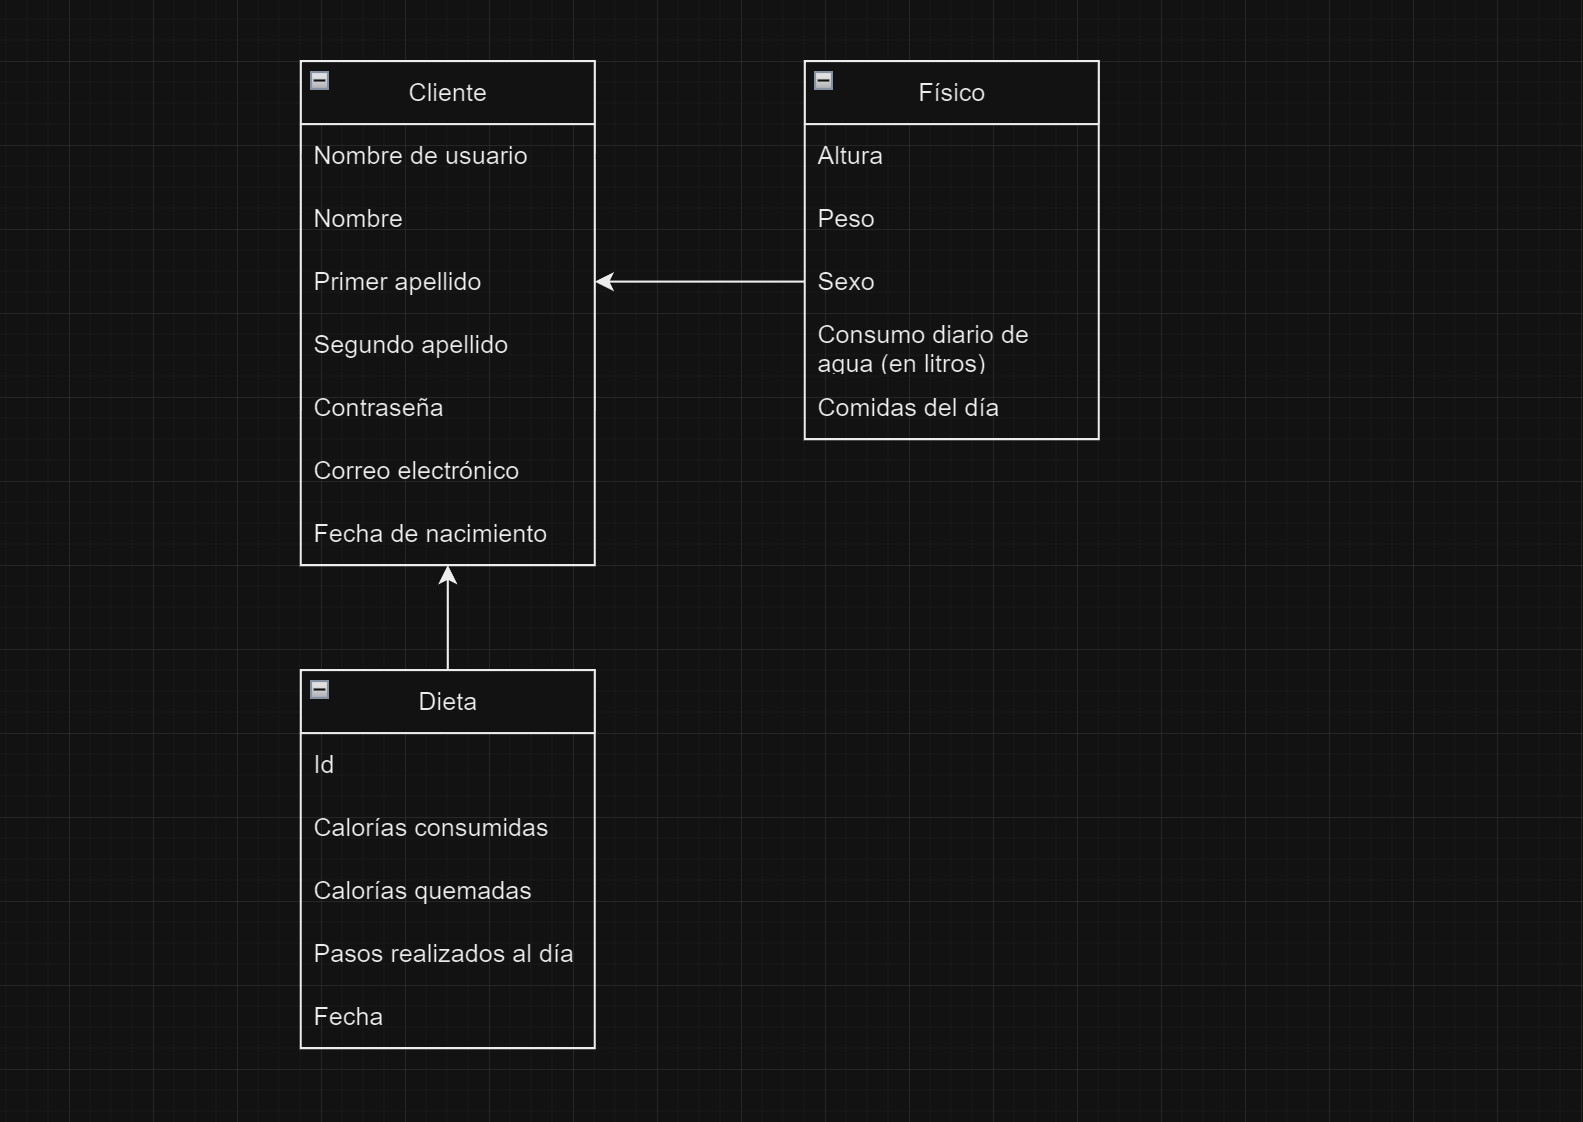 Cliente
Nombre de usuario
Nombre
Primer apellido
Segundo apellido
Contraseña
Correo electrónico
Fecha de nacimiento
Físico
Altura
Peso
Sexo
Consumo diario de
agua (en litros)
Comidas del día
Dieta
Id
Calorías consumidas
Calorías quemadas
Pasos realizados al día
Fecha